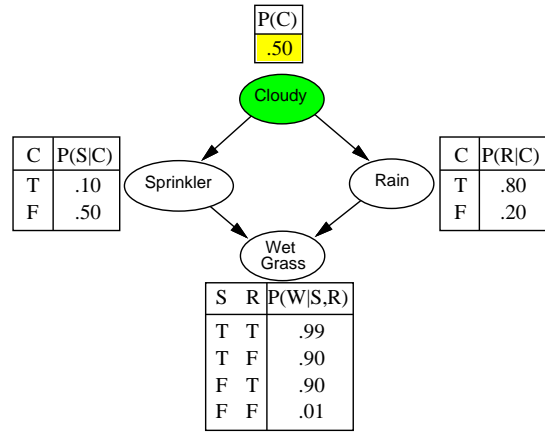 P(C)
.50
Cloudy
C P(S|C)
T .10
F .50
Sprinkler
Rain
C P(R|C)
T .80
F .20
Wet
Grass
S R P(W|S,R)
T T .99
T F .90
F T .90
F F .01